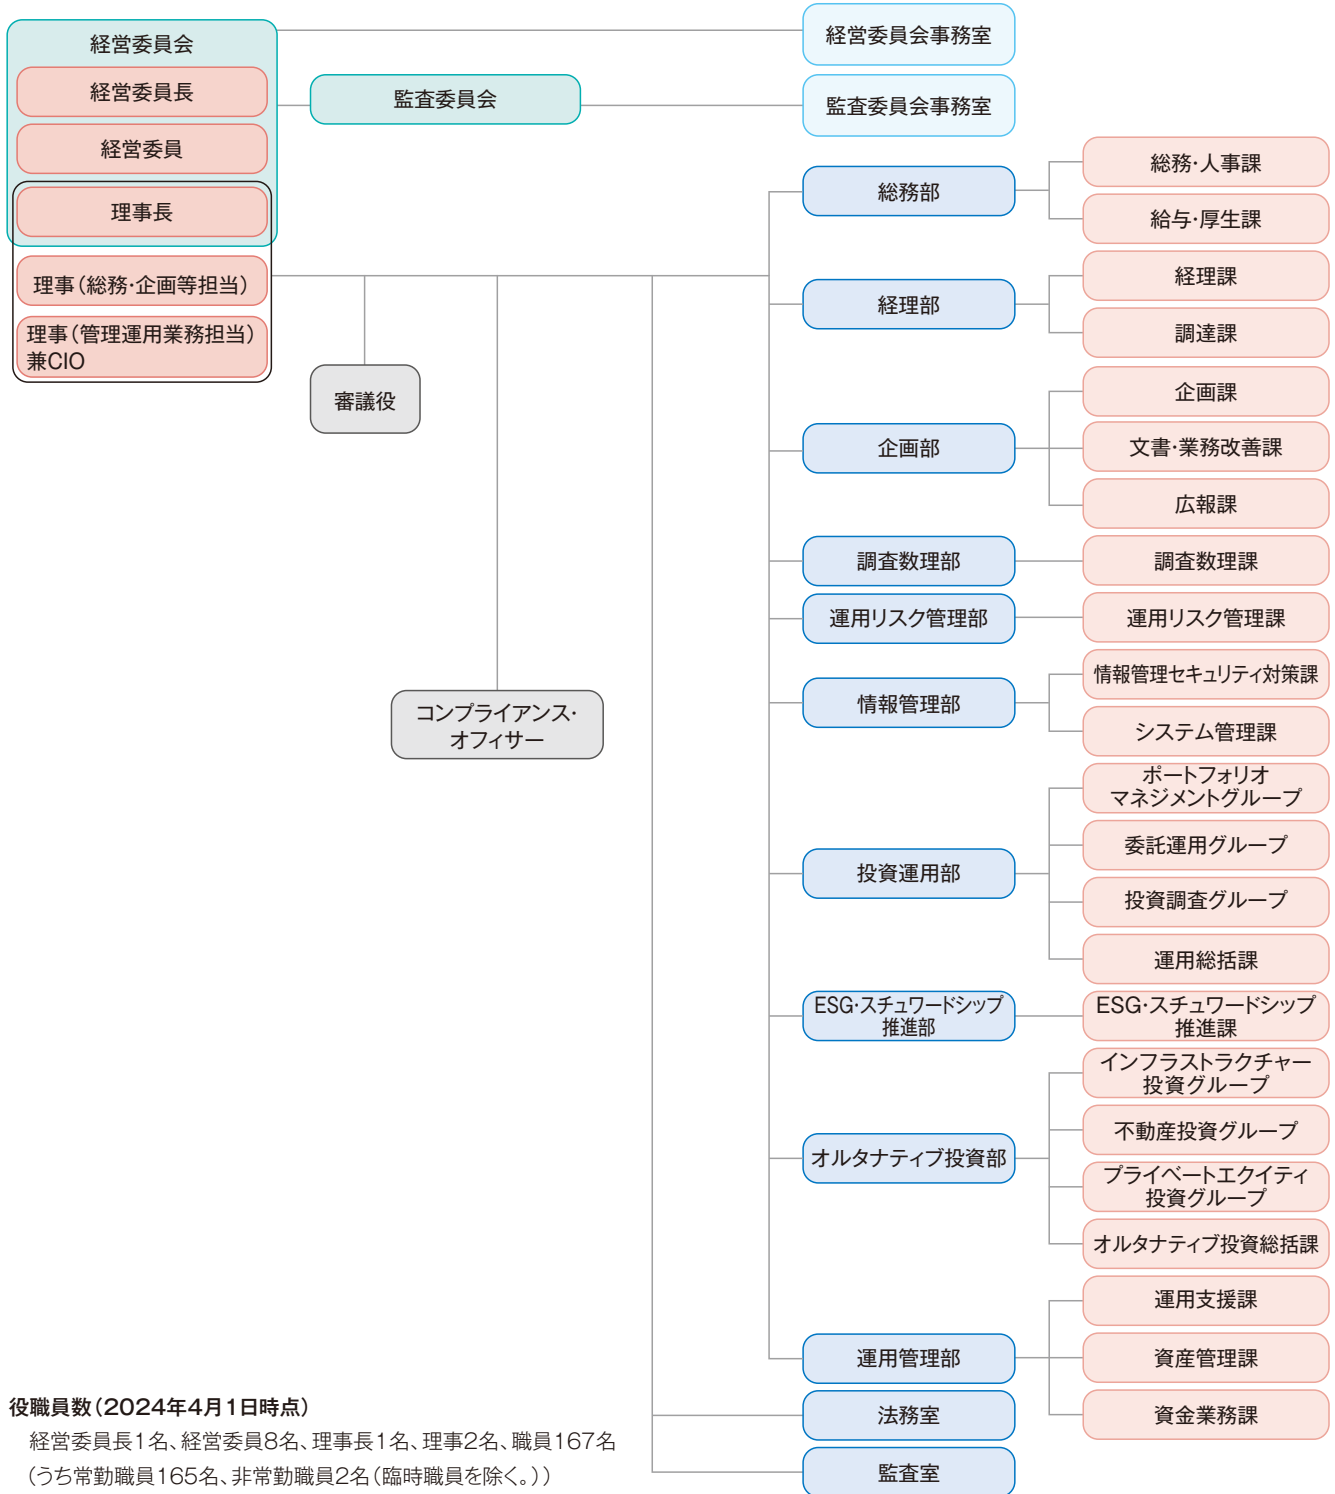 経営委員会
経営委員長
経営委員
理事長
理事（総務・企画等担当）
理事（管理運用業務担当）
兼CIO
監査委員会
経営委員会事務室
監査委員会事務室
審議役
コンプライアンス・
オフィサー
総務部
総務・人事課
給与・厚生課
経理部
経理課
調達課
企画部
企画課
文書・業務改善課
広報課
調査数理部
調査数理課
運用リスク管理部
運用リスク管理課
情報管理部
情報管理セキュリティ対策課
システム管理課
投資運用部
ポートフォリオ
マネジメントグループ
委託運用グループ
投資調査グループ
運用総括課
ESG・スチュワードシップ
推進部
ESG・スチュワードシップ
推進課
オルタナティブ投資部
インフラストラクチャー
投資グループ
不動産投資グループ
プライベートエクイティ
投資グループ
オルタナティブ投資総括課
運用管理部
運用支援課
資産管理課
資金業務課
法務室
監査室
役職員数（2024年4月1日時点）
経営委員長1名、経営委員8名、理事長1名、理事2名、職員167名
（うち常勤職員165名、非常勤職員2名（臨時職員を除く。））